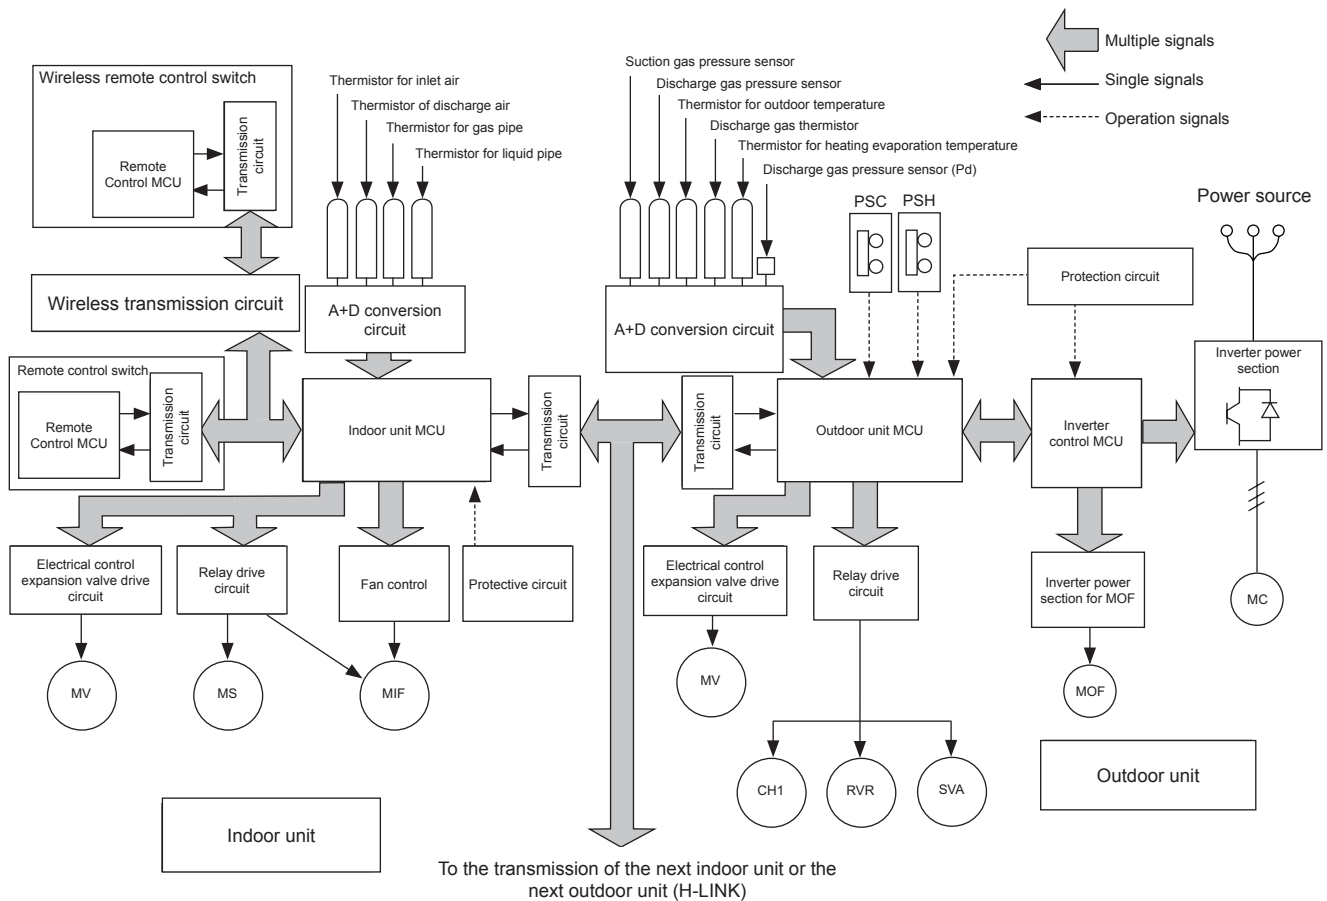 Multiple signals
Single signals
Operation signals
Wireless remote control switch
Remote
Control MCU
Transmission
circuit
Wireless transmission circuit
Thermistor for inlet air
Thermistor of discharge air
Thermistor for gas pipe
Thermistor for liquid pipe
A+D conversion
circuit
Suction gas pressure sensor
Discharge gas pressure sensor
Thermistor for outdoor temperature
Discharge gas thermistor
Thermistor for heating evaporation temperature
Discharge gas pressure sensor (Pd)
A+D conversion circuit
PSC
PSH
Protection circuit
Power source
Inverter power
section
Remote control switch
Remote
Control MCU
Transmission
circuit
Indoor unit MCU
Transmission
circuit
Transmission
circuit
Outdoor unit MCU
Inverter
control MCU
Electrical control
expansion valve drive
circuit
Relay drive
circuit
Fan control
Protective circuit
Electrical control
expansion valve drive
circuit
Relay drive
circuit
Inverter power
section for MOF
MC
MV
MS
MIF
MV
MOF
CH1
RVR
SVA
Indoor unit
Outdoor unit
To the transmission of the next indoor unit or the
next outdoor unit (H-LINK)